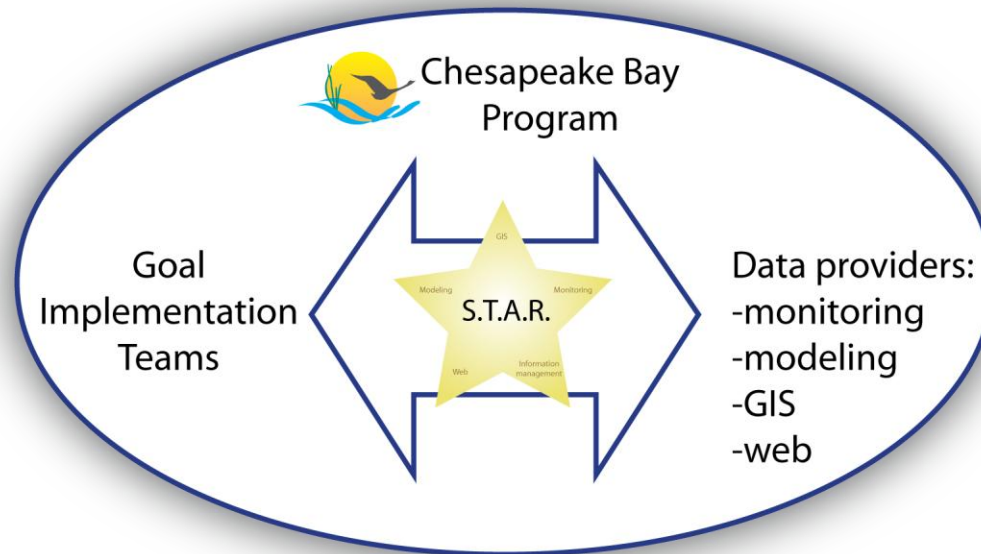 Chesapeake Bay
Program
Goal
Implementation
Teams
GIS
Modeling
Monitoring
S.T.A.R.
Web
Information
management
Data providers:
-monitoring
-modeling
-GIS
-web